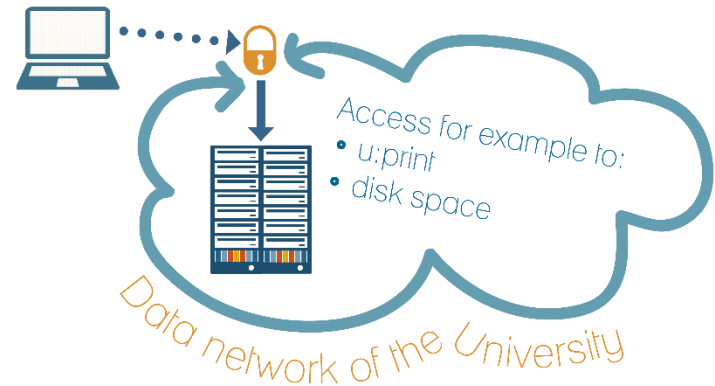 Access for example to:
• u:print
• disk space
Data network of the University